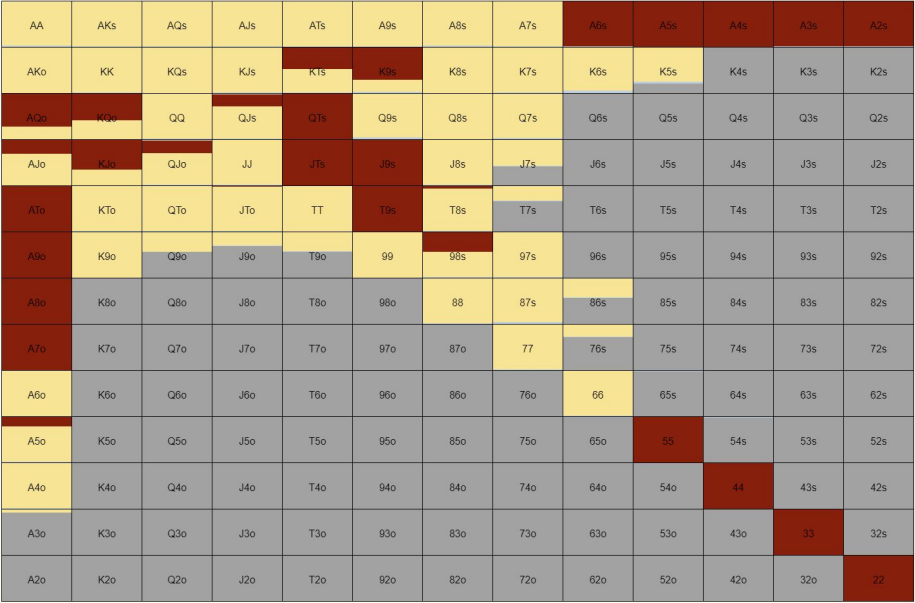 AA AKs AQs AJs ATs A9s A8s A7s A6s A5s A4s A3s A2s
AKo KK KQs KJs KTs K9s K8s K7s K6s K5s K4s K3s K2s
AQo KQo QQ QJs QTs Q9s Q8s Q7s Q6s Q5s Q4s Q3s Q2s
AJo KJo QJo JJ JTs J9s J8s J7s J6s J5s J4s J3s J2s
ATo KTo QTo JTo TT T9s T8s T7s T6s T5s T4s T3s T2s
A9o K9o Q9o J9o T9o 99 98s 97s 96s 95s 94s 93s 92s
A8o K8o Q8o J8o T8o 98o 88 87s 86s 85s 84s 83s 82s
A7o K7o Q7o J7o T7o 97o 87o 77 76s 75s 74s 73s 72s
A6o K6o Q6o J6o T6o 96o 86o 76o 66 65s 64s 63s 62s
A5o K5o Q5o J5o T5o 95o 85o 75o 65o 55 54s 53s 52s
A4o K4o Q4o J4o T4o 94o 84o 74o 64o 54o 44 43s 42s
A3o K3o Q3o J3o T3o 93o 83o 73o 63o 53o 43o 33 32s
A2o K2o Q2o J2o T2o 92o 82o 72o 62o 52o 42o 32o 22